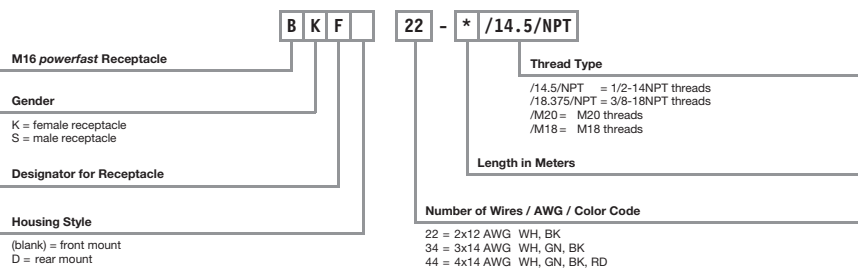 B K F 22 - * /14.5/NPT
M16 powerfast Receptacle
Gender
K = female receptacle
S = male receptacle
Designator for Receptacle
Housing Style
(blank) = front mount
D = rear mount
Thread Type
/14.5/NPT = 1/2-14NPT threads
/18.375/NPT = 3/8-18NPT threads
/M20 = M20 threads
/M18 = M18 threads
Length in Meters
Number of Wires / AWG / Color Code
22 = 2x12 AWG WH, BK
34 = 3x14 AWG WH, GN, BK
44 = 4x14 AWG WH, GN, BK, RD